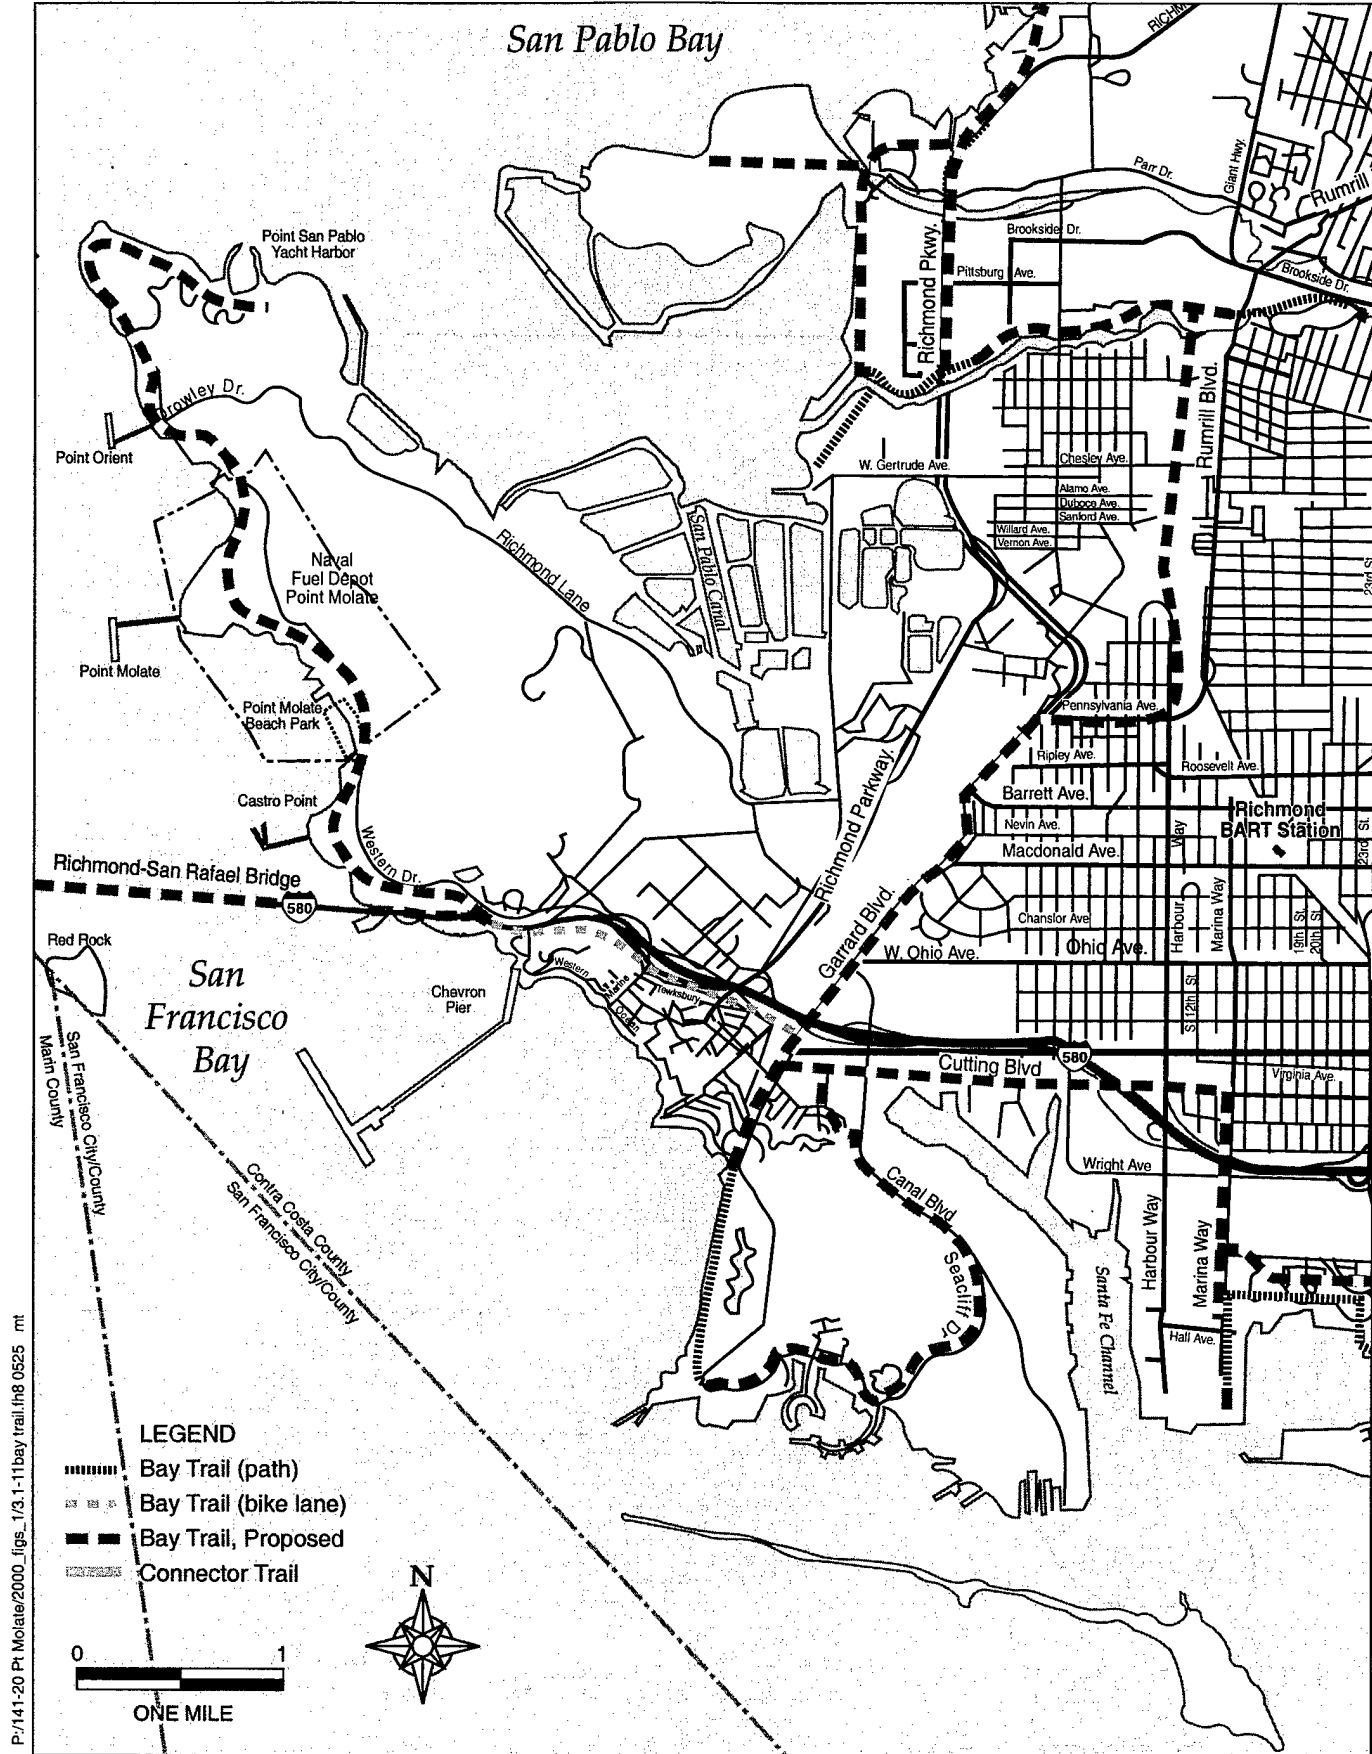 San Pablo Bay
Parr Dr.
Giant Hwy.
Rumrill
Point San Pablo
Yacht Harbor
Brookside Dr.
Richmond Pkwy.
Pittsburg Ave.
Brookside Dr.
Rumrill Blvd.
Point Orient
W. Gertrude Ave.
Chesley Ave.
Alamo Ave.
Duboce Ave.
Sanford Ave.
Willard Ave.
Vernon Ave.
San Pablo Canal
Richmond Lane
Naval
Fuel Depot
Point Molate
23rd St.
Point Molate
Point Molate
Beach Park
Pennsylvania Ave.
Ripley Ave.
Roosevelt Ave.
Richmond Parkway.
Barrett Ave.
Castro Point
Richmond
BART Station
Nevin Ave.
Macdonald Ave.
Western Dr.
23rd St.
Richmond-San Rafael Bridge
580
Garrard Blvd.
Chanslor Ave
Harbour Way
Marina Way
19th St.
20th St.
Red Rock
W. Ohio Ave.
Ohio Ave.
San
Francisco
Bay
Chevron
Pier
Western
Marine
Ocean
Tewksbury
S 12th St
580
Cutting Blvd
Virginia Ave.
San Francisco City/County
Marin County
Contra Costa County
San Francisco City/County
Wright Ave
Canal Blvd
Seacliff Dr
Santa Fe Channel
Harbour Way
Marina Way
Hall Ave.
LEGEND
Bay Trail (path)
Bay Trail (bike lane)
Bay Trail, Proposed
Connector Trail
N
0 1
ONE MILE
P:/141-20 Pt Molate/2000_figs_1/3.1-11bay trail.fh8 0525 mt